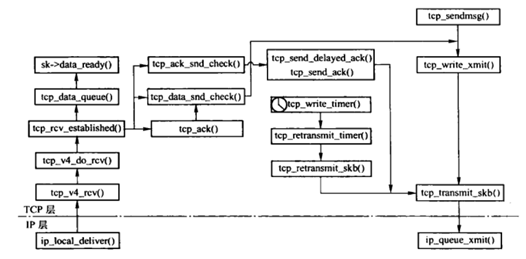 tcp_sendmsg()
sk->data_ready()
tcp_ack_snd_check()
tcp_send_delayed_ack()
tcp_send_ack()
tcp_write_xmit()
tcp_data_queue()
tcp_data_snd_check()
tcp_write_timer()
tcp_rcv_established()
tcp_ack()
tcp_retransmit_timer()
tcp_v4_do_rcv()
tcp_retransmit_skb()
tcp_v4_rcv()
tcp_transmit_skb()
TCP 层
IP 层
ip_local_deliver()
ip_queue_xmit()